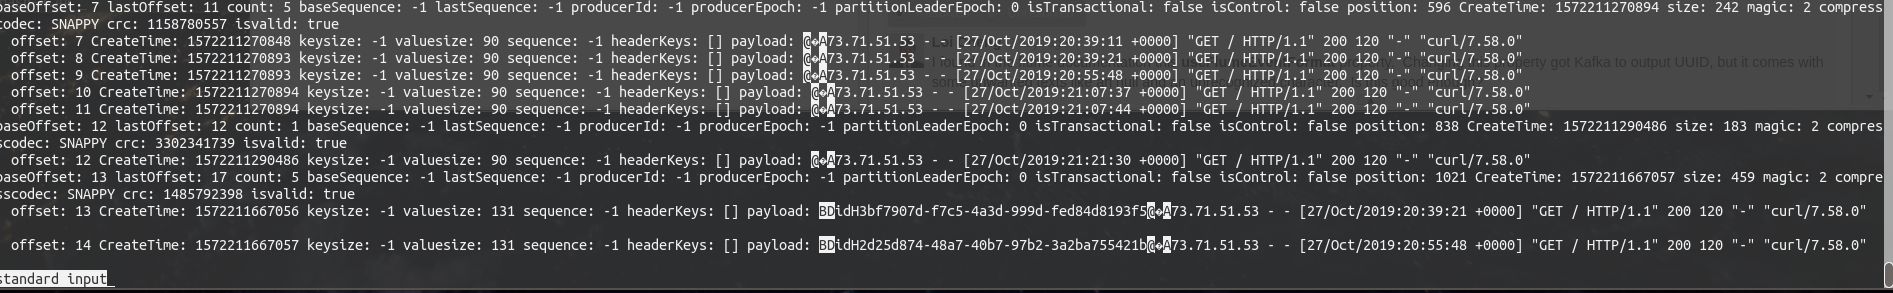 baseOffset: 7 lastOffset: 11 count: 5 baseSequence: -1 lastSequence: -1 producerId: -1 producerEpoch: -1 partitionLeaderEpoch: 0 isTransactional: false isControl: false position: 596 CreateTime: 1572211270894 size: 242 magic: 2 compress
scodec: SNAPPY crc: 1158780557 isvalid: true
offset: 7 CreateTime: 1572211270848 keysize: -1 valuesize: 90 sequence: -1 headerKeys: [] payload: @�A73.71.51.53 - - [27/Oct/2019:20:39:11 +0000] "GET / HTTP/1.1" 200 120 "-" "curl/7.58.0"
offset: 8 CreateTime: 1572211270893 keysize: -1 valuesize: 90 sequence: -1 headerKeys: [] payload: @�A73.71.51.53 - - [27/Oct/2019:20:39:21 +0000] "GET / HTTP/1.1" 200 120 "-" "curl/7.58.0"
offset: 9 CreateTime: 1572211270893 keysize: -1 valuesize: 90 sequence: -1 headerKeys: [] payload: @�A73.71.51.53 - - [27/Oct/2019:20:55:48 +0000] "GET / HTTP/1.1" 200 120 "-" "curl/7.58.0"
property got Kafka to output UUID, but it comes with
offset: 10 CreateTime: 1572211270894 keysize: -1 valuesize: 90 sequence: -1 headerKeys: [] payload: @�A73.71.51.53 - - [27/Oct/2019:21:07:37 +0000] "GET / HTTP/1.1" 200 120 "-" "curl/7.58.0"
offset: 11 CreateTime: 1572211270894 keysize: -1 valuesize: 90 sequence: -1 headerKeys: [] payload: @�A73.71.51.53 - - [27/Oct/2019:21:07:44 +0000] "GET / HTTP/1.1" 200 120 "-" "curl/7.58.0"
baseOffset: 12 lastOffset: 12 count: 1 baseSequence: -1 lastSequence: -1 producerId: -1 producerEpoch: -1 partitionLeaderEpoch: 0 isTransactional: false isControl: false position: 838 CreateTime: 1572211290486 size: 183 magic: 2 compres
scodec: SNAPPY crc: 3302341739 isvalid: true
offset: 12 CreateTime: 1572211290486 keysize: -1 valuesize: 90 sequence: -1 headerKeys: [] payload: @�A73.71.51.53 - - [27/Oct/2019:21:21:30 +0000] "GET / HTTP/1.1" 200 120 "-" "curl/7.58.0"
baseOffset: 13 lastOffset: 17 count: 5 baseSequence: -1 lastSequence: -1 producerId: -1 producerEpoch: -1 partitionLeaderEpoch: 0 isTransactional: false isControl: false position: 1021 CreateTime: 1572211667057 size: 459 magic: 2 compre
sscodec: SNAPPY crc: 1485792398 isvalid: true
offset: 13 CreateTime: 1572211667056 keysize: -1 valuesize: 131 sequence: -1 headerKeys: [] payload: BDidH3bf7907d-f7c5-4a3d-999d-fed84d8193f5@�A73.71.51.53 - - [27/Oct/2019:20:39:21 +0000] "GET / HTTP/1.1" 200 120 "-" "curl/7.58.0"
offset: 14 CreateTime: 1572211667057 keysize: -1 valuesize: 131 sequence: -1 headerKeys: [] payload: BDidH2d25d874-48a7-40b7-97b2-3a2ba755421b@�A73.71.51.53 - - [27/Oct/2019:20:55:48 +0000] "GET / HTTP/1.1" 200 120 "-" "curl/7.58.0"
standard input